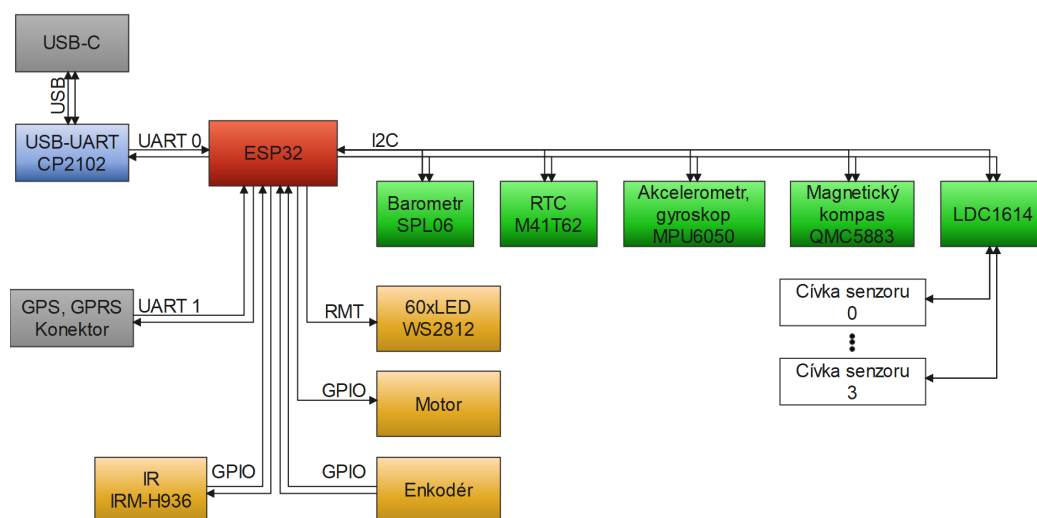 USB-C
USB
USB-UART
CP2102
UART 0
ESP32
I2C
Barometr
SPL06
RTC
M41T62
Akcelerometr,
gyroskop
MPU6050
Magnetický
kompas
QMC5883
LDC1614
GPS, GPRS
Konektor
UART 1
RMT
60xLED
WS2812
Cívka senzoru
0
Cívka senzoru
3
GPIO
Motor
IR
IRM-H936
GPIO
GPIO
Enkodér